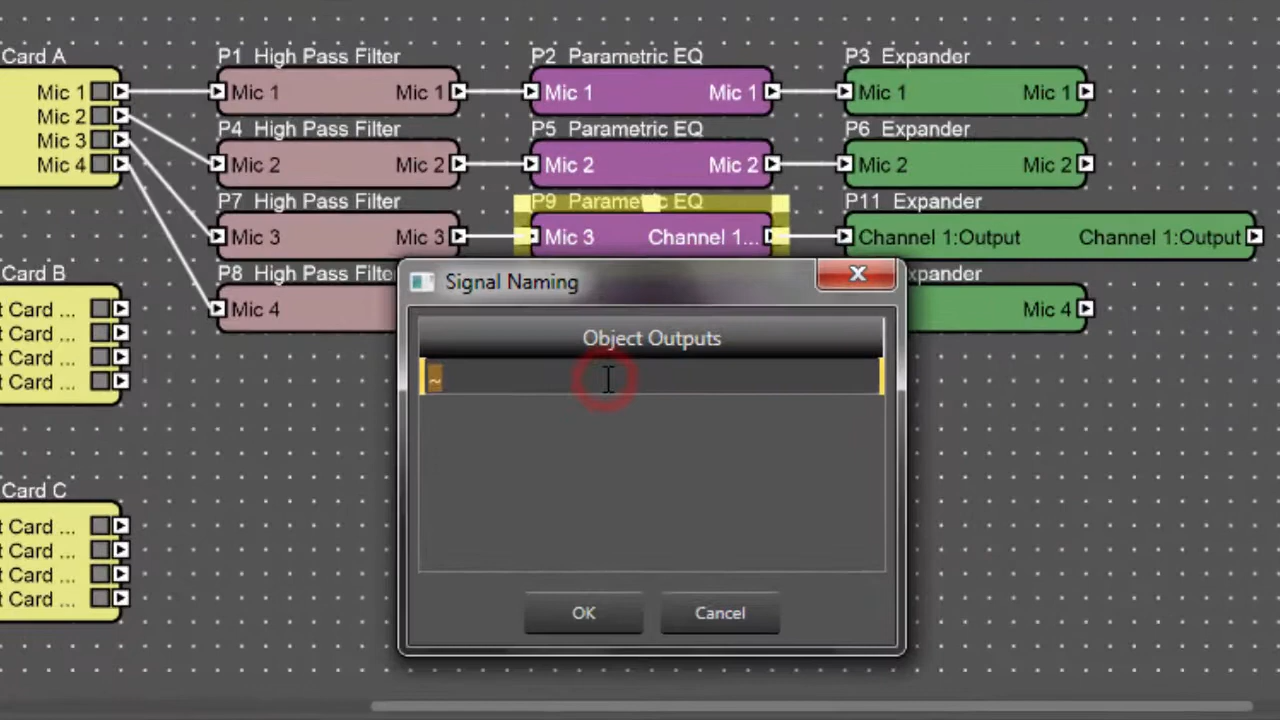 Card A
Mic 1
Mic 2
Mic 3
Mic 4
P1 High Pass Filter
Mic 1 Mic 1
P2 Parametric EQ
Mic 1 Mic 1
P3 Expander
Mic 1 Mic 1
P4 High Pass Filter
Mic 2 Mic 2
P5 Parametric EQ
Mic 2 Mic 2
P6 Expander
Mic 2 Mic 2
P7 High Pass Filter
Mic 3 Mic 3
P9 Parametric EQ
Mic 3 Channel 1...
P11 Expander
Channel 1:Output Channel 1:Output
P8 High Pass Filte
Mic 4
xpander
Mic 4
Card B
t Card ...
t Card ...
t Card ...
t Card ...
Card C
t Card ...
t Card ...
t Card ...
t Card ...
Signal Naming
Object Outputs
~
OK Cancel